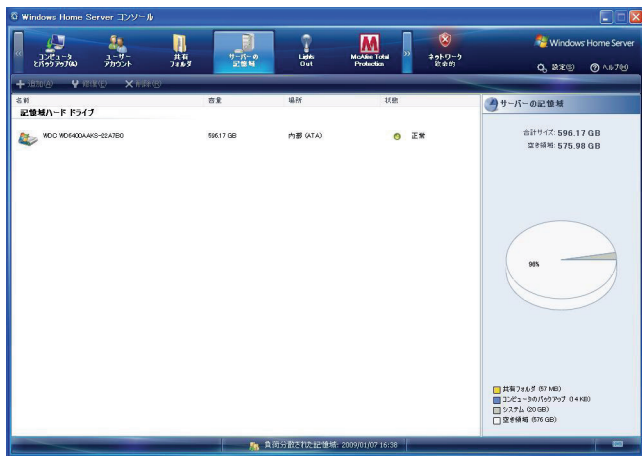 Windows Home Server コンソール
コンピュータ
とバックアップ(A)
ユーザー
アカウント
共有
フォルダ
サーバーの
記憶域
Lights
Out
McAfee Total
Protection
ネットワーク
致命的
Windows Home Server
設定(S)
ヘルプ(H)
追加(A)
修復(E)
削除(R)
名前 容量 場所 状態
記憶域ハード ドライブ
WDC WD6400AAKS-22A7B0 596.17 GB 内部 (ATA) 正常
サーバーの記憶域
合計サイズ: 596.17 GB
空き領域: 575.98 GB
96%
共有フォルダ (57 MB)
コンピュータのバックアップ (14 KB)
システム (20 GB)
空き領域 (576 GB)
負荷分散された記憶域: 2009/01/07 16:38